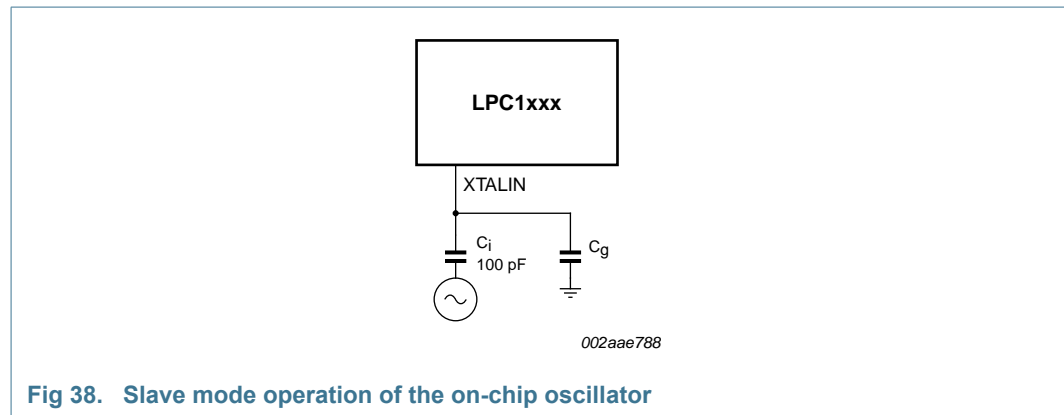 LPC1xxx
XTALIN
Ci
100 pF
Cg
002aae788
Fig 38. Slave mode operation of the on-chip oscillator